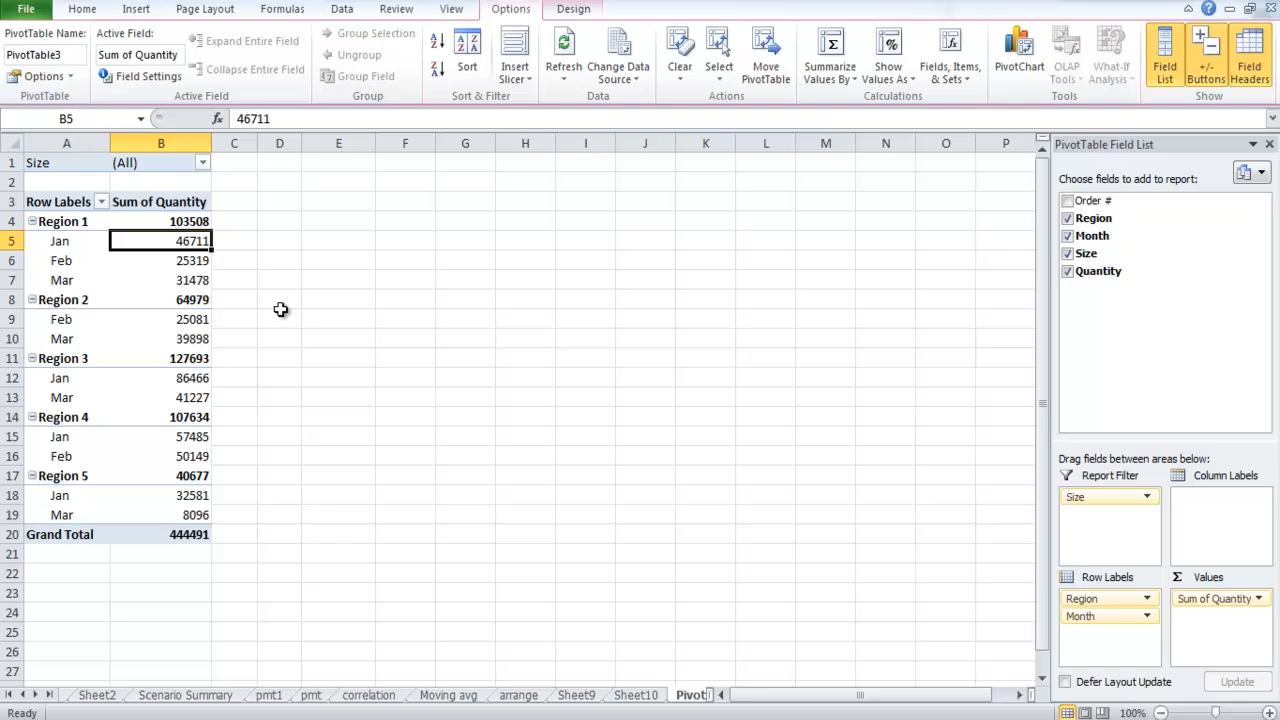 File Home Insert Page Layout Formulas Data Review View Options Design
PivotTable Name: Active Field: Expand Entire Field Group Selection
PivotTable3 Sum of Quantity Collapse Entire Field Ungroup
Options Field Settings Group Field
Sort Insert Slicer Refresh Change Data Source Clear Select Move PivotTable Summarize Values By Show Values As Fields, Items, & Sets PivotChart OLAP Tools What-If Analysis Field List +/- Buttons Field Headers
PivotTable Active Field Group Sort & Filter Data Actions Calculations Tools Show
B5 fx 46711
A B C D E F G H I J K L M N O P
1 Size (All)
2
3 Row Labels Sum of Quantity
4 Region 1 103508
5 Jan 46711
6 Feb 25319
7 Mar 31478
8 Region 2 64979
9 Feb 25081
10 Mar 39898
11 Region 3 127693
12 Jan 86466
13 Mar 41227
14 Region 4 107634
15 Jan 57485
16 Feb 50149
17 Region 5 40677
18 Jan 32581
19 Mar 8096
20 Grand Total 444491
21
22
23
24
25
26
27
PivotTable Field List
Choose fields to add to report:
Order #
Region
Month
Size
Quantity
Drag fields between areas below:
Report Filter Column Labels
Size
Row Labels Σ Values
Region Sum of Quantity
Month
Defer Layout Update Update
Sheet2 Scenario Summary pmt1 pmt correlation Moving avg arrange Sheet9 Sheet10 Pivot
Ready 100%